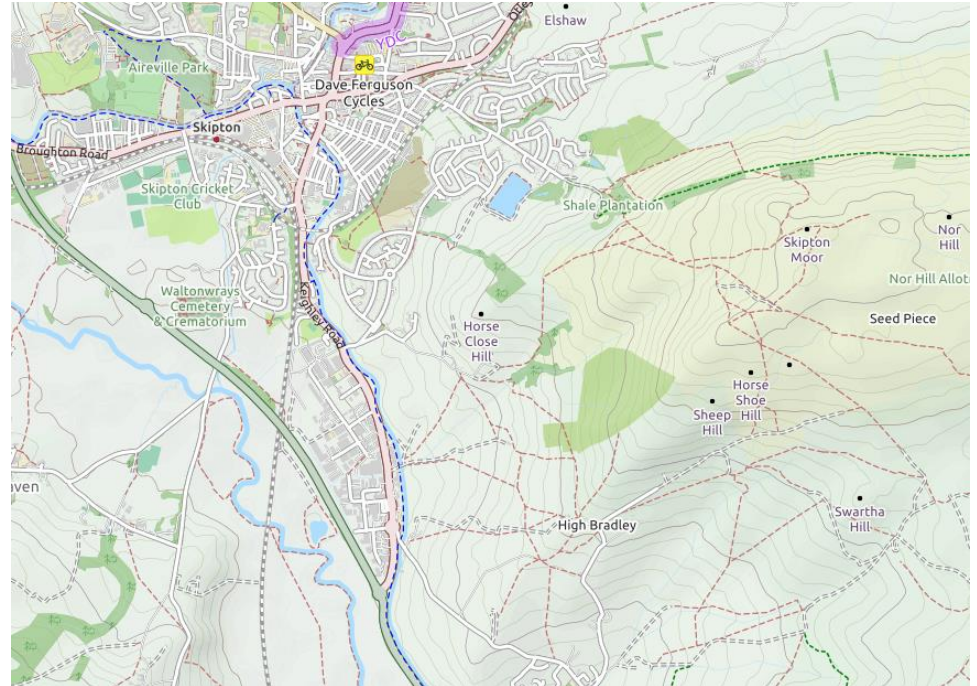 Elshaw
Otle
YDC
Aireville Park
Dave Ferguson
Cycles
Skipton
Broughton Road
Skipton Cricket
Club
Shale Plantation
Skipton
Moor
Nor
Hill
Nor Hill Allot
Waltonwrays
Cemetery
& Crematorium
Keighley Road
Horse
Close
Hill
Seed Piece
Horse
Shoe
Hill
Sheep
Hill
aven
Swartha
Hill
High Bradley